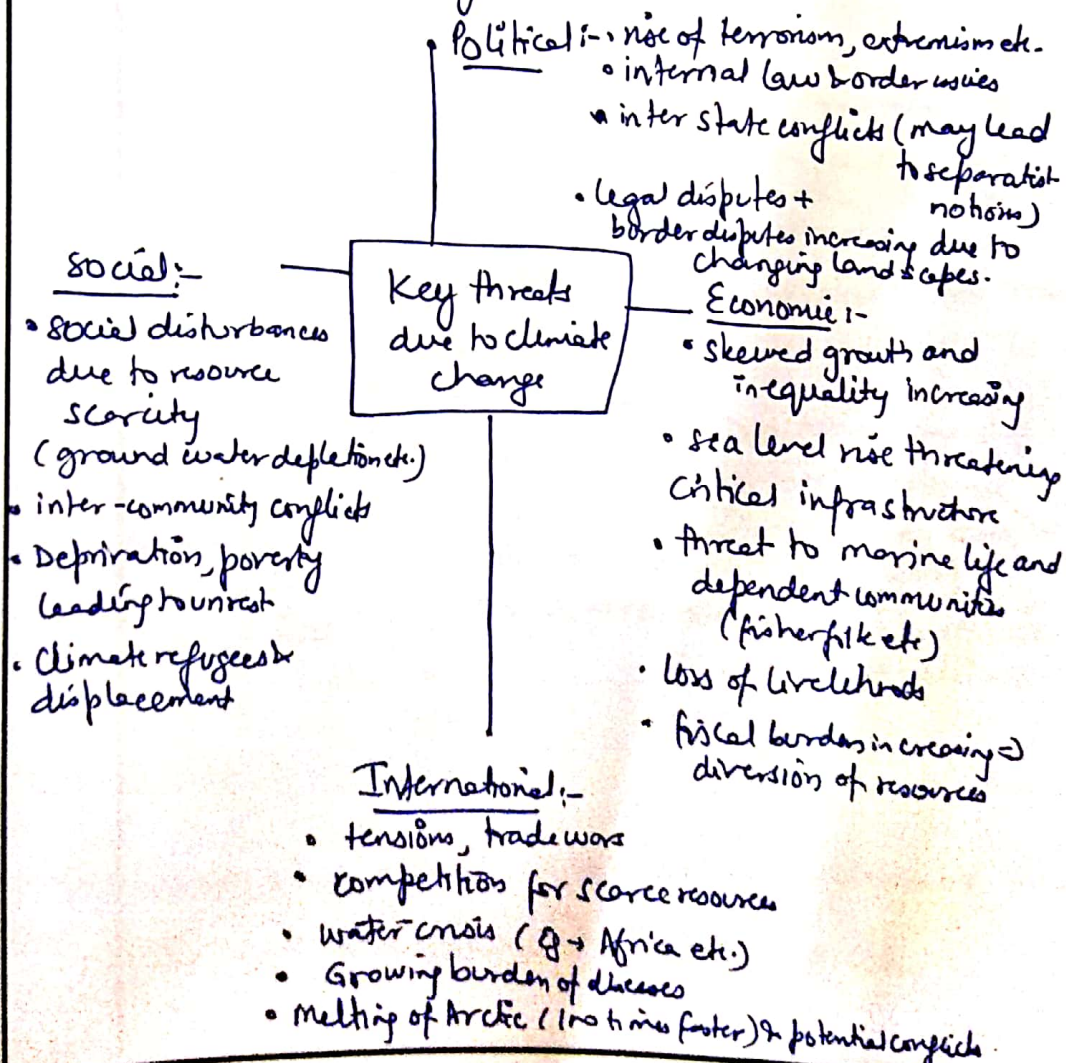 Political :- • rise of terrorism, extremism etc.
• internal law & order issues
• inter state conflicts (may lead
to separatist
notions)
• legal disputes +
border disputes increasing due to
changing landscapes.
Key threats
due to climate
change
Social :-
• social disturbances
due to resource
scarcity
(ground water depletion etc.)
• inter-community conflicts
• Deprivation, poverty
leading to unrest
• Climate refugees &
displacement
Economic :-
• skewed growth and
inequality increasing
• sea level rise threatening
critical infrastructure
• threat to marine life and
dependent communities
(fisherfolk etc)
• loss of livelihoods
• fiscal burden increasing =>
diversion of resources
International :-
• tensions, trade wars
• competition for scarce resources
• water crisis ( → Africa etc.)
• Growing burden of diseases
• Melting of Arctic ( times faster) & potential conflicts.